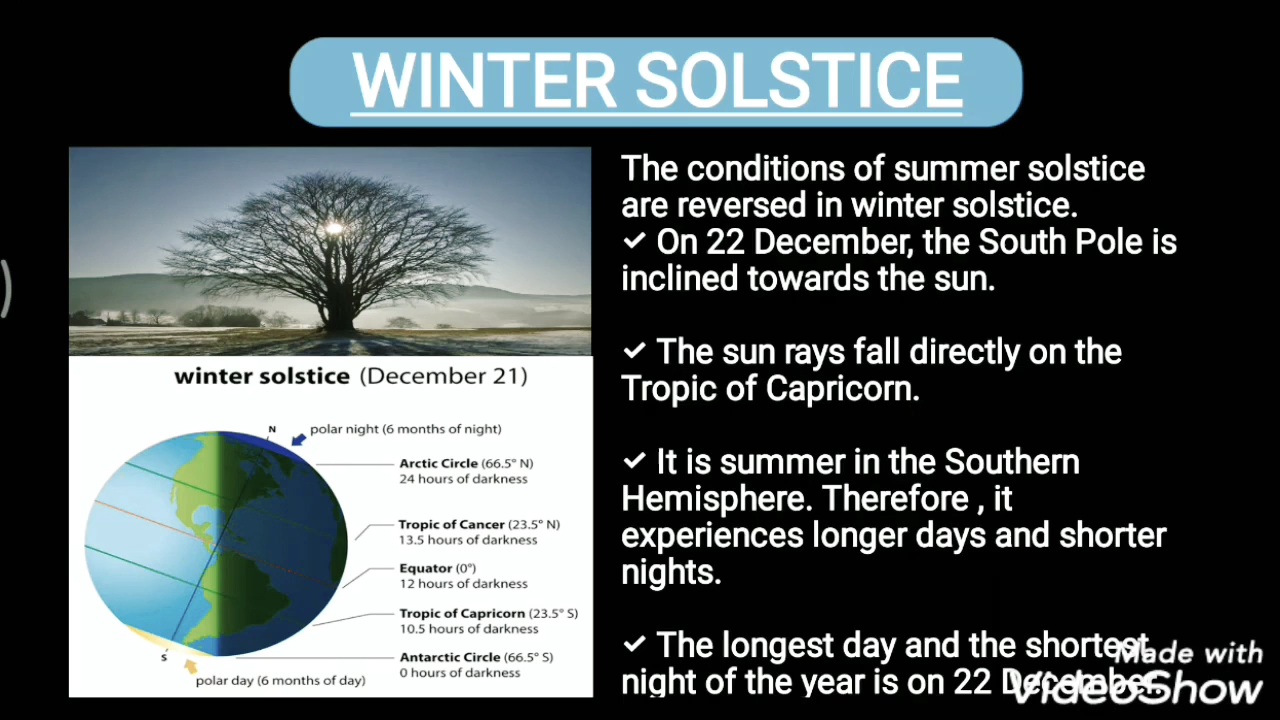 WINTER SOLSTICE
The conditions of summer solstice
are reversed in winter solstice.
✓ On 22 December, the South Pole is
inclined towards the sun.
✓ The sun rays fall directly on the
Tropic of Capricorn.
✓ It is summer in the Southern
Hemisphere. Therefore , it
experiences longer days and shorter
nights.
✓ The longest day and the shortest
night of the year is on 22 December.
winter solstice (December 21)
N
polar night (6 months of night)
Arctic Circle (66.5° N)
24 hours of darkness
Tropic of Cancer (23.5° N)
13.5 hours of darkness
Equator (0°)
12 hours of darkness
Tropic of Capricorn (23.5° S)
10.5 hours of darkness
Antarctic Circle (66.5° S)
0 hours of darkness
S
polar day (6 months of day)
Made with
VideoShow